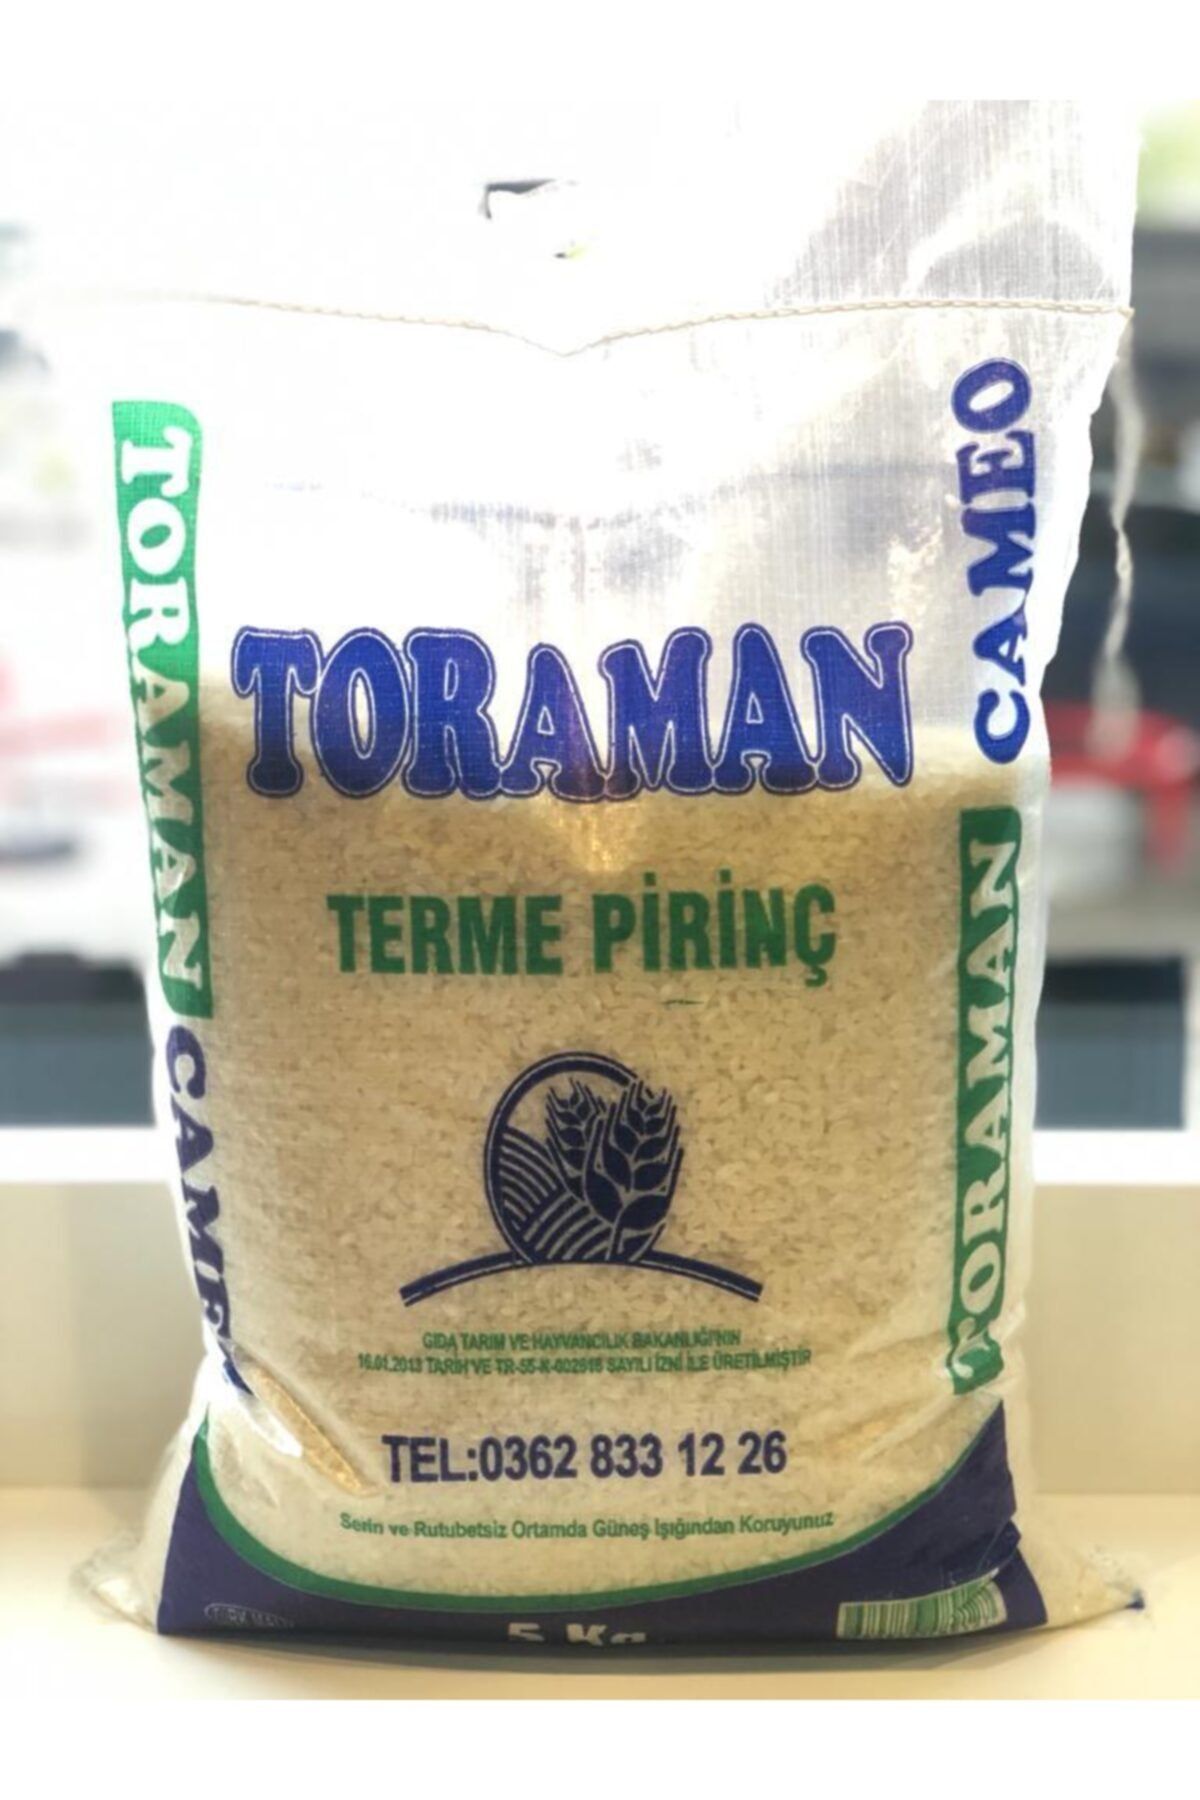 TORAMAN CAMEO
TORAMAN
TERME PİRİNÇ
GIDA TARIM VE HAYVANCILIK BAKANLIĞI'NIN
16.01.2013 TARİH VE TR-55-K-002616 SAYILI İZNİ İLE ÜRETİLMİŞTİR
TEL:0362 833 12 26
Serin ve Rutubetsiz Ortamda Güneş Işığından Koruyunuz
5 Kg
TORAMAN CAMEO